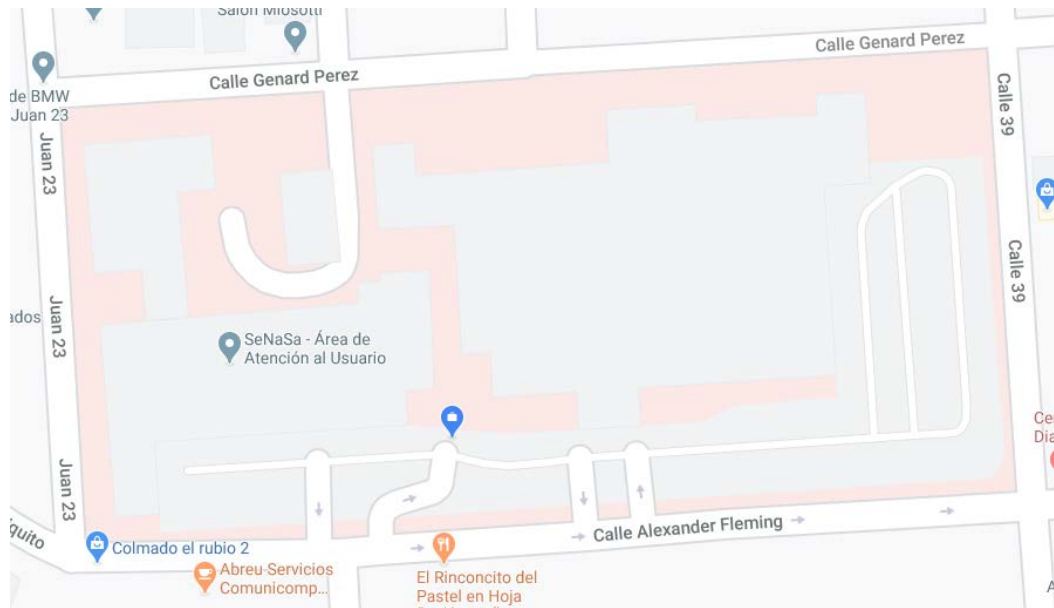 Salón Miosotti
Calle Genard Perez
Calle Genard Perez
de BMW
Juan 23
Juan 23
Calle 39
Calle 39
Juan 23
ados
SeNaSa - Área de
Atención al Usuario
Juan 23
Calle Alexander Fleming
Colmado el rubio 2
Abreu Servicios
Comunicomp...
El Rinconcito del
Pastel en Hoja